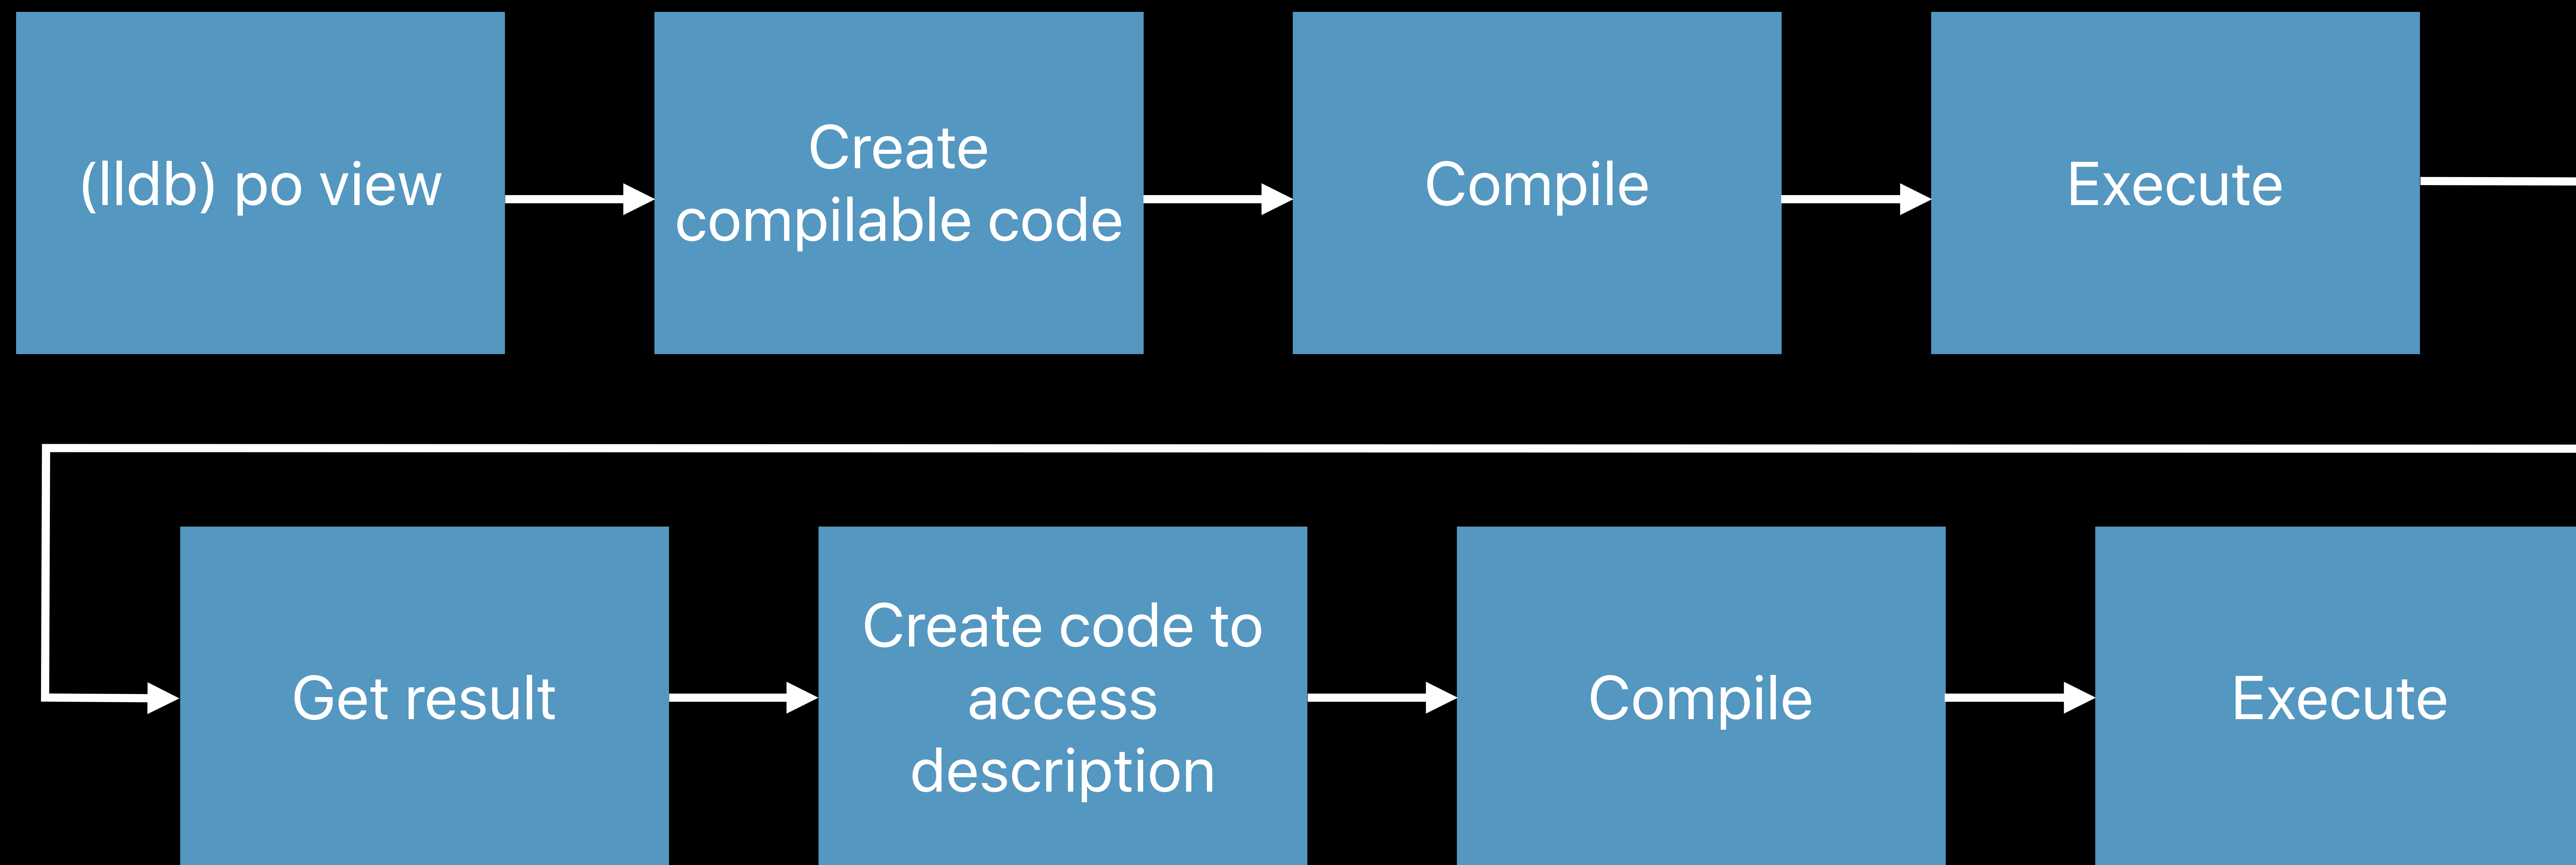 (lldb) po view
Create
compilable code
Compile
Execute
Get result
Create code to
access
description
Compile
Execute